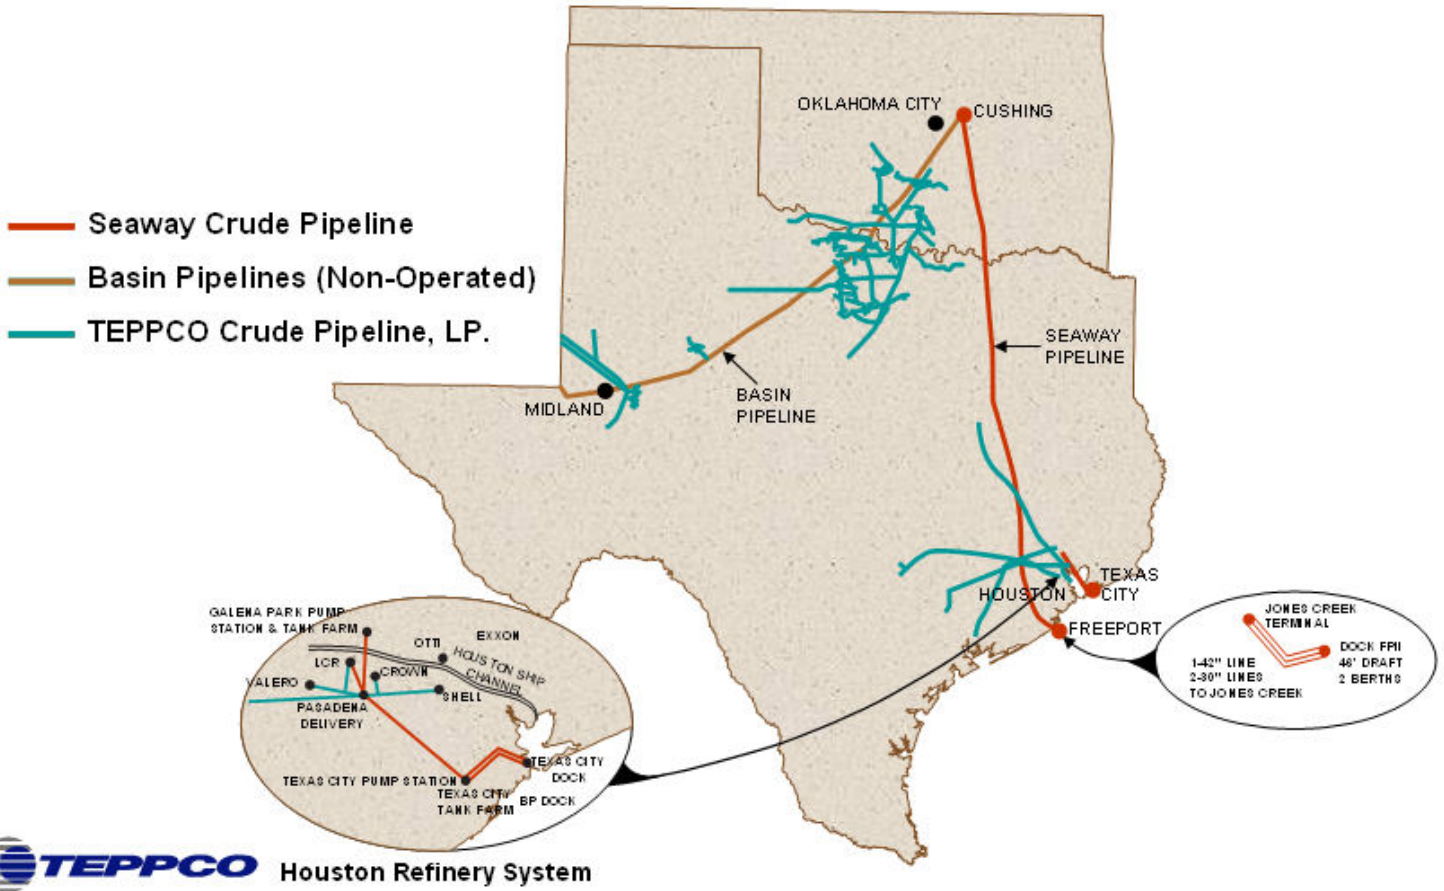 OKLAHOMA CITY
CUSHING
Seaway Crude Pipeline
Basin Pipelines (Non-Operated)
TEPPCO Crude Pipeline, LP.
SEAWAY
PIPELINE
BASIN
PIPELINE
MIDLAND
TEXAS
CITY
HOUSTON
FREEPORT
GALENA PARK PUMP
STATION & TANK FARM
OTTI
EXXON
HOUSTON SHIP
CHANNEL
LCR
CROWN
VALERO
SHELL
PASADENA
DELIVERY
TEXAS CITY
DOCK
TEXAS CITY PUMP STATION
TEXAS CITY
TANK FARM
BP DOCK
JONES CREEK
TERMINAL
DOCK FPII
46' DRAFT
2 BERTHS
1-42" LINE
2-30" LINES
TO JONES CREEK
TEPPCO
Houston Refinery System